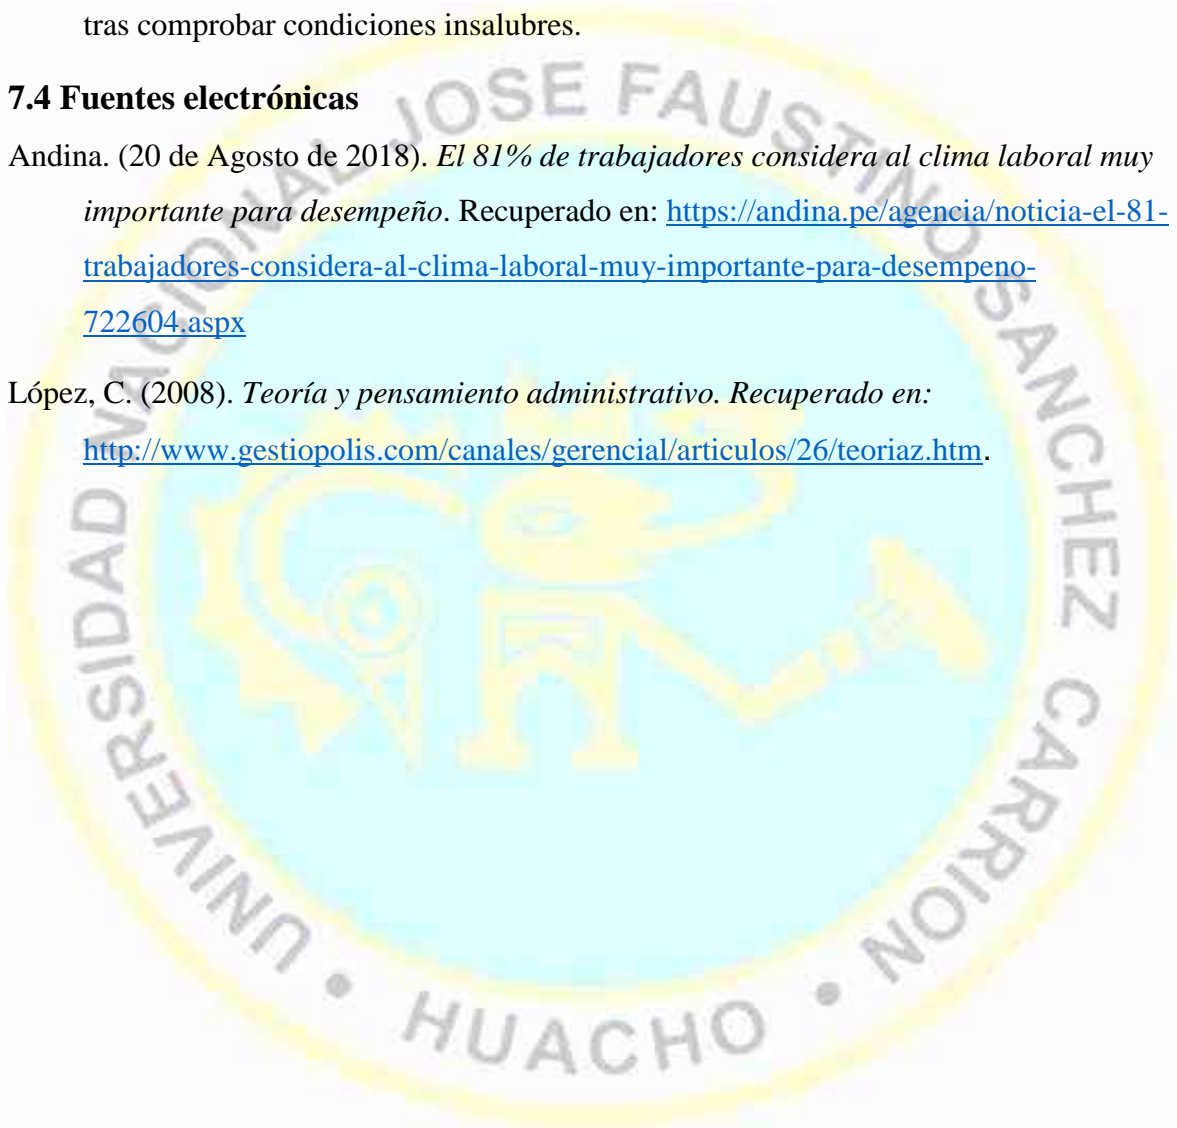 tras comprobar condiciones insalubres.
7.4 Fuentes electrónicas
Andina. (20 de Agosto de 2018). El 81% de trabajadores considera al clima laboral muy
importante para desempeño. Recuperado en: https://andina.pe/agencia/noticia-el-81-
trabajadores-considera-al-clima-laboral-muy-importante-para-desempeno-
722604.aspx
López, C. (2008). Teoría y pensamiento administrativo. Recuperado en:
http://www.gestiopolis.com/canales/gerencial/articulos/26/teoriaz.htm.
UNIVERSIDAD NACIONAL JOSE FAUSTINO SANCHEZ CARRION • HUACHO •